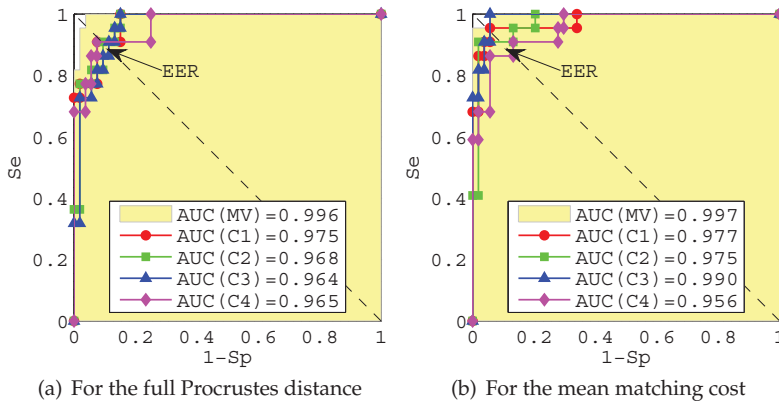 1
0.8
0.6
0.4
0.2
0
Se
0 0.2 0.4 0.6 0.8 1
1-Sp
EER
AUC(MV)=0.996
AUC(C1)=0.975
AUC(C2)=0.968
AUC(C3)=0.964
AUC(C4)=0.965
(a) For the full Procrustes distance
1
0.8
0.6
0.4
0.2
0
Se
0 0.2 0.4 0.6 0.8 1
1-Sp
EER
AUC(MV)=0.997
AUC(C1)=0.977
AUC(C2)=0.975
AUC(C3)=0.990
AUC(C4)=0.956
(b) For the mean matching cost